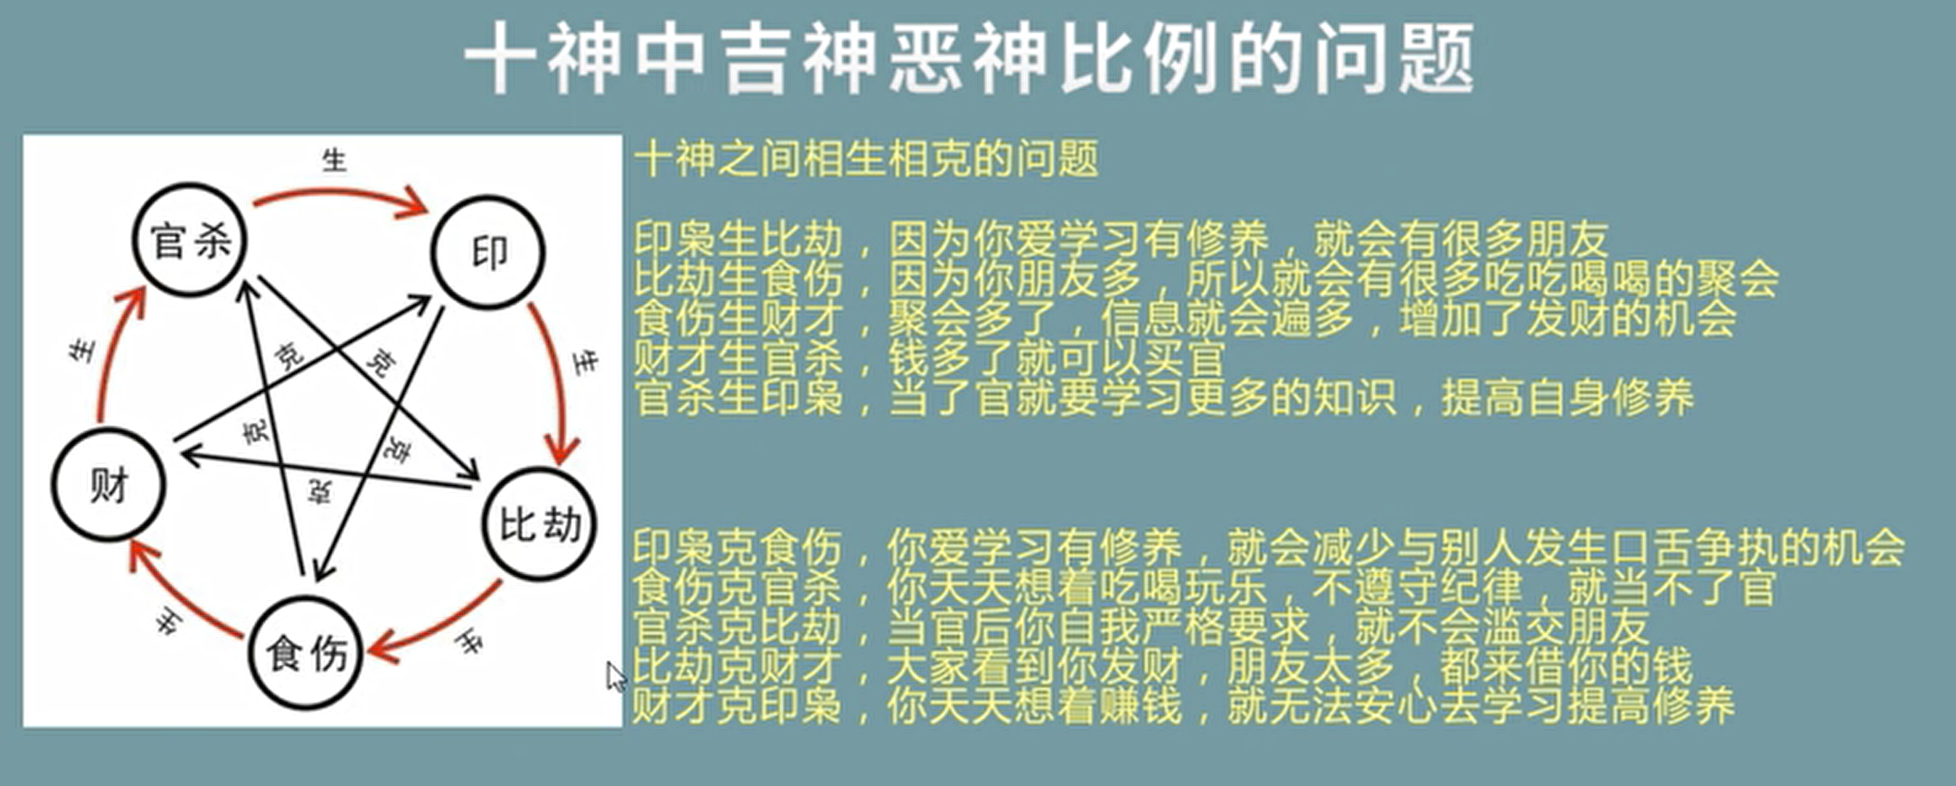 十神中吉神恶神比例的问题
生
官杀
印
克
克
生
生
克
克
财
克
比劫
生
生
食伤
十神之间相生相克的问题
印枭生比劫，因为你爱学习有修养，就会有很多朋友
比劫生食伤，因为你朋友多，所以就会有很多吃吃喝喝的聚会
食伤生财才，聚会多了，信息就会遍多，增加了发财的机会
财才生官杀，钱多了就可以买官
官杀生印枭，当了官就要学习更多的知识，提高自身修养
印枭克食伤，你爱学习有修养，就会减少与别人发生口舌争执的机会
食伤克官杀，你天天想着吃喝玩乐，不遵守纪律，就当不了官
官杀克比劫，当官后你自我严格要求，就不会滥交朋友
比劫克财才，大家看到你发财，朋友太多，都来借你的钱
财才克印枭，你天天想着赚钱，就无法安心去学习提高修养